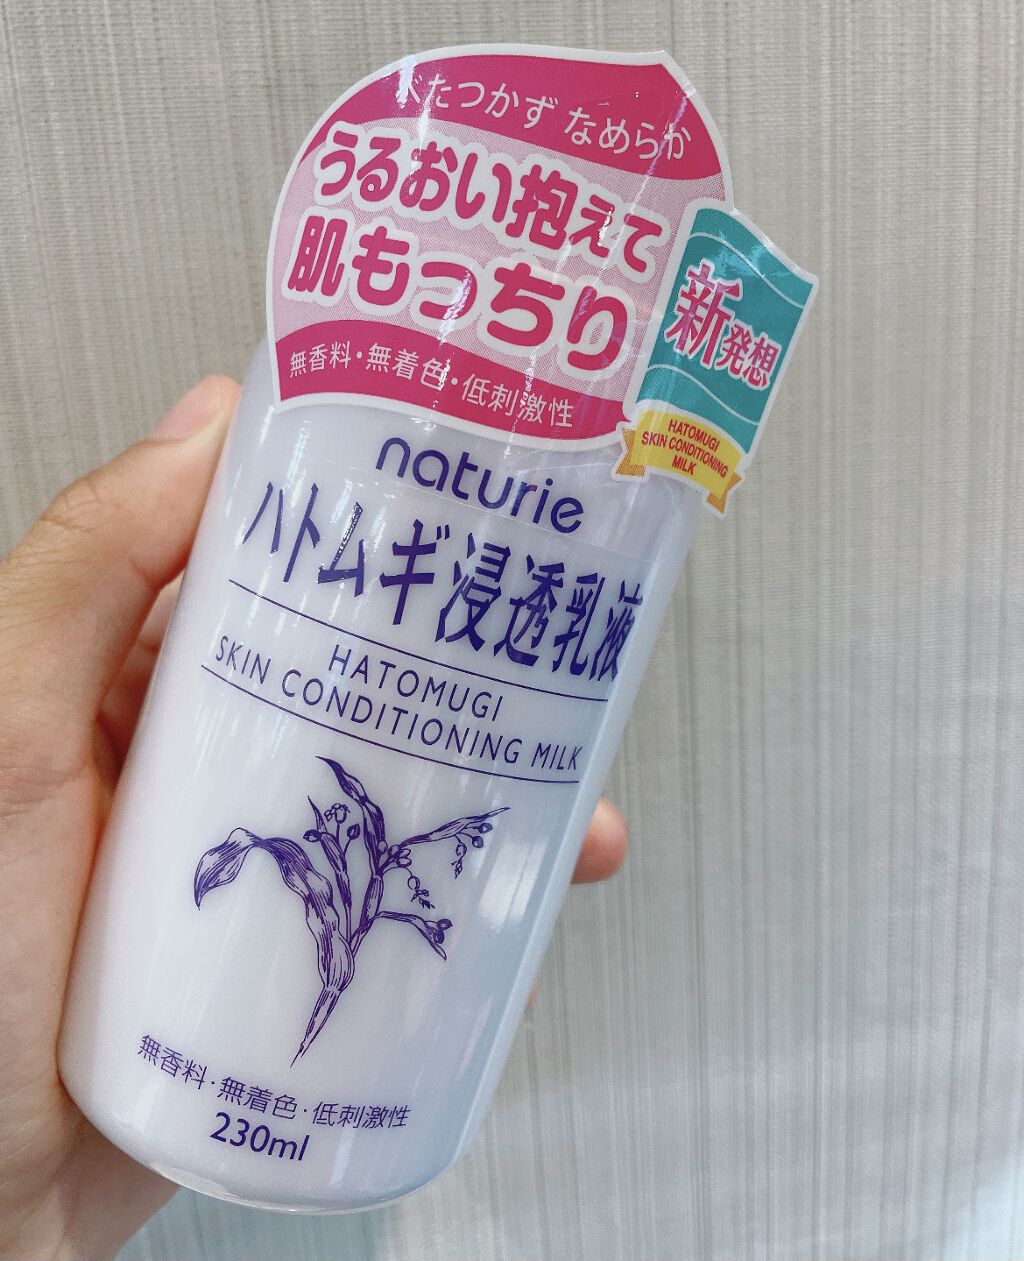 べたつかず なめらか
うるおい抱えて
肌もっちり
無香料・無着色・低刺激性
新発想
HATOMUGI
SKIN CONDITIONING
MILK
naturie
ハトムギ浸透乳液
HATOMUGI
SKIN CONDITIONING MILK
無香料・無着色・低刺激性
230ml